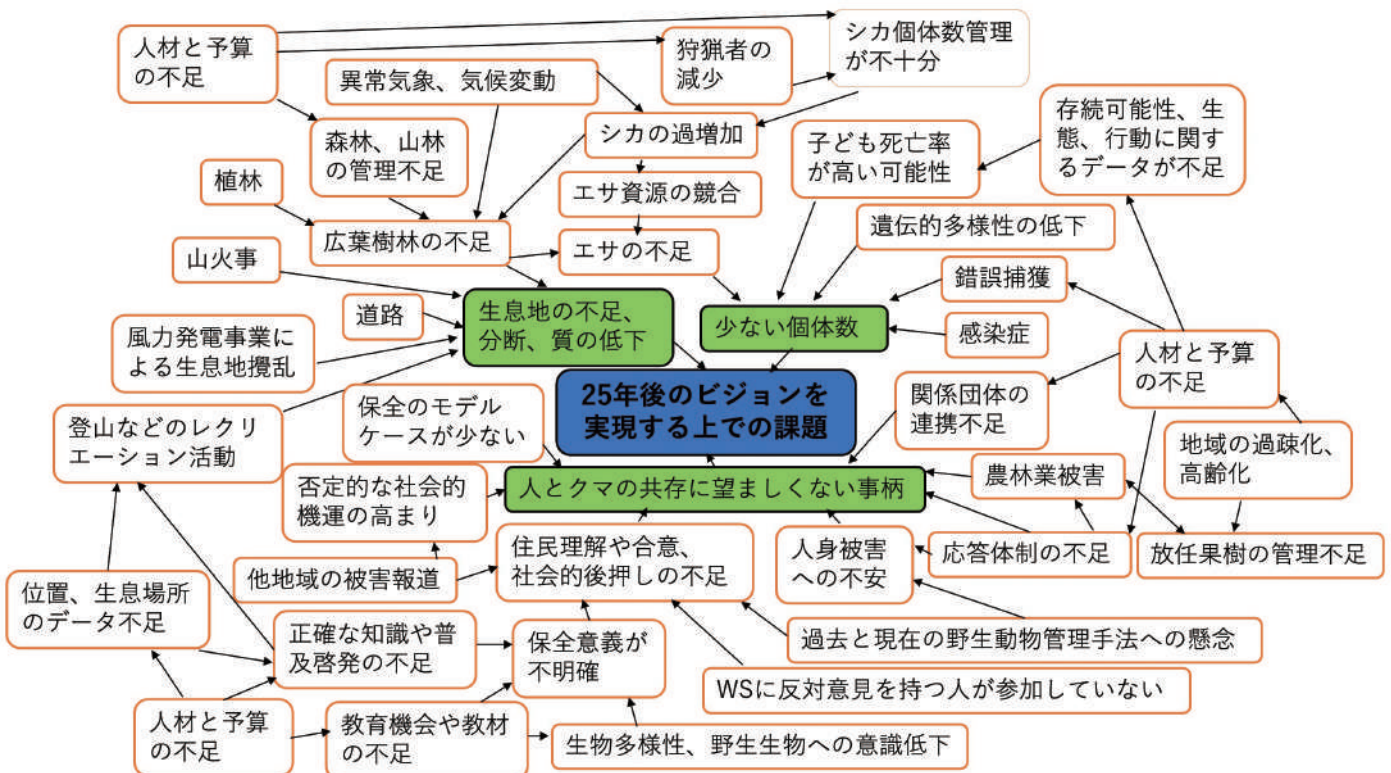 人材と予算
の不足
狩猟者の
減少
シカ個体数管理
が不十分
異常気象、気候変動
森林、山林
の管理不足
シカの過増加
子ども死亡率
が高い可能性
存続可能性、生
態、行動に関す
るデータが不足
植林
エサ資源の競合
広葉樹林の不足
エサの不足
遺伝的多様性の低下
山火事
錯誤捕獲
道路
生息地の不足、
分断、質の低下
少ない個体数
感染症
風力発電事業に
よる生息地攪乱
人材と予算
の不足
25年後のビジョンを
実現する上での課題
保全のモデル
ケースが少ない
関係団体の
連携不足
登山などのレクリ
エーション活動
地域の過疎化、
高齢化
否定的な社会的
機運の高まり
人とクマの共存に望ましくない事柄
農林業被害
住民理解や合意、
社会的後押しの不足
人身被害
への不安
応答体制の不足
放任果樹の管理不足
他地域の被害報道
位置、生息場所
のデータ不足
正確な知識や普
及啓発の不足
保全意義が
不明確
過去と現在の野生動物管理手法への懸念
WSに反対意見を持つ人が参加していない
人材と予算
の不足
教育機会や教材
の不足
生物多様性、野生生物への意識低下